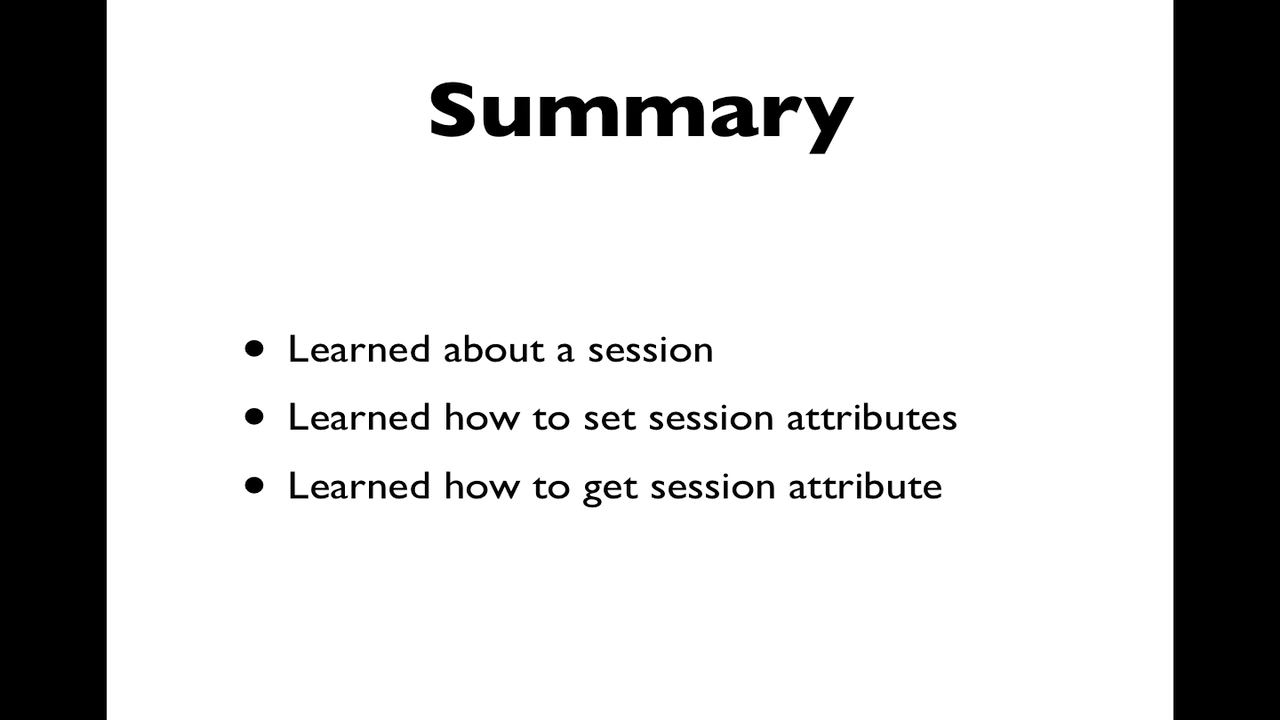 Summary
• Learned about a session
• Learned how to set session attributes
• Learned how to get session attribute